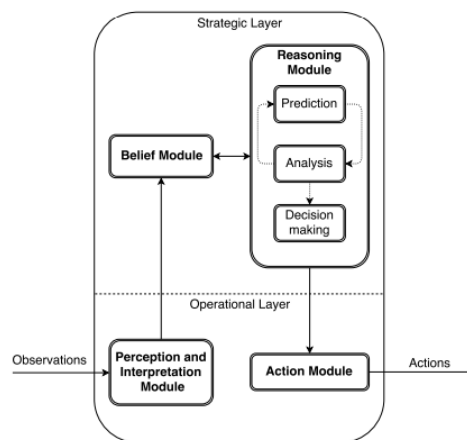 Strategic Layer
Reasoning
Module
Prediction
Belief Module
Analysis
Decision
making
Operational Layer
Observations
Perception and
Interpretation
Module
Action Module
Actions